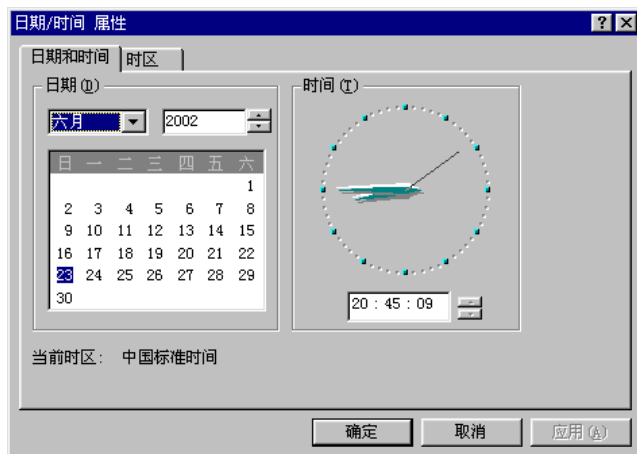 日期/时间 属性
日期和时间 时区
日期(D) 时间(T)
六月 2002
日 一 二 三 四 五 六
1
2 3 4 5 6 7 8
9 10 11 12 13 14 15
16 17 18 19 20 21 22
23 24 25 26 27 28 29
30
20:45:09
当前时区: 中国标准时间
确定 取消 应用(A)